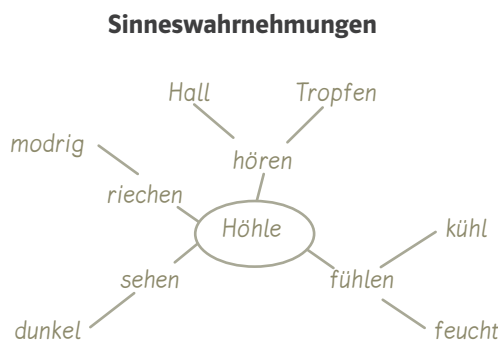 Sinneswahrnehmungen
Hall
Tropfen
modrig
hören
riechen
Höhle
kühl
sehen
fühlen
dunkel
feucht